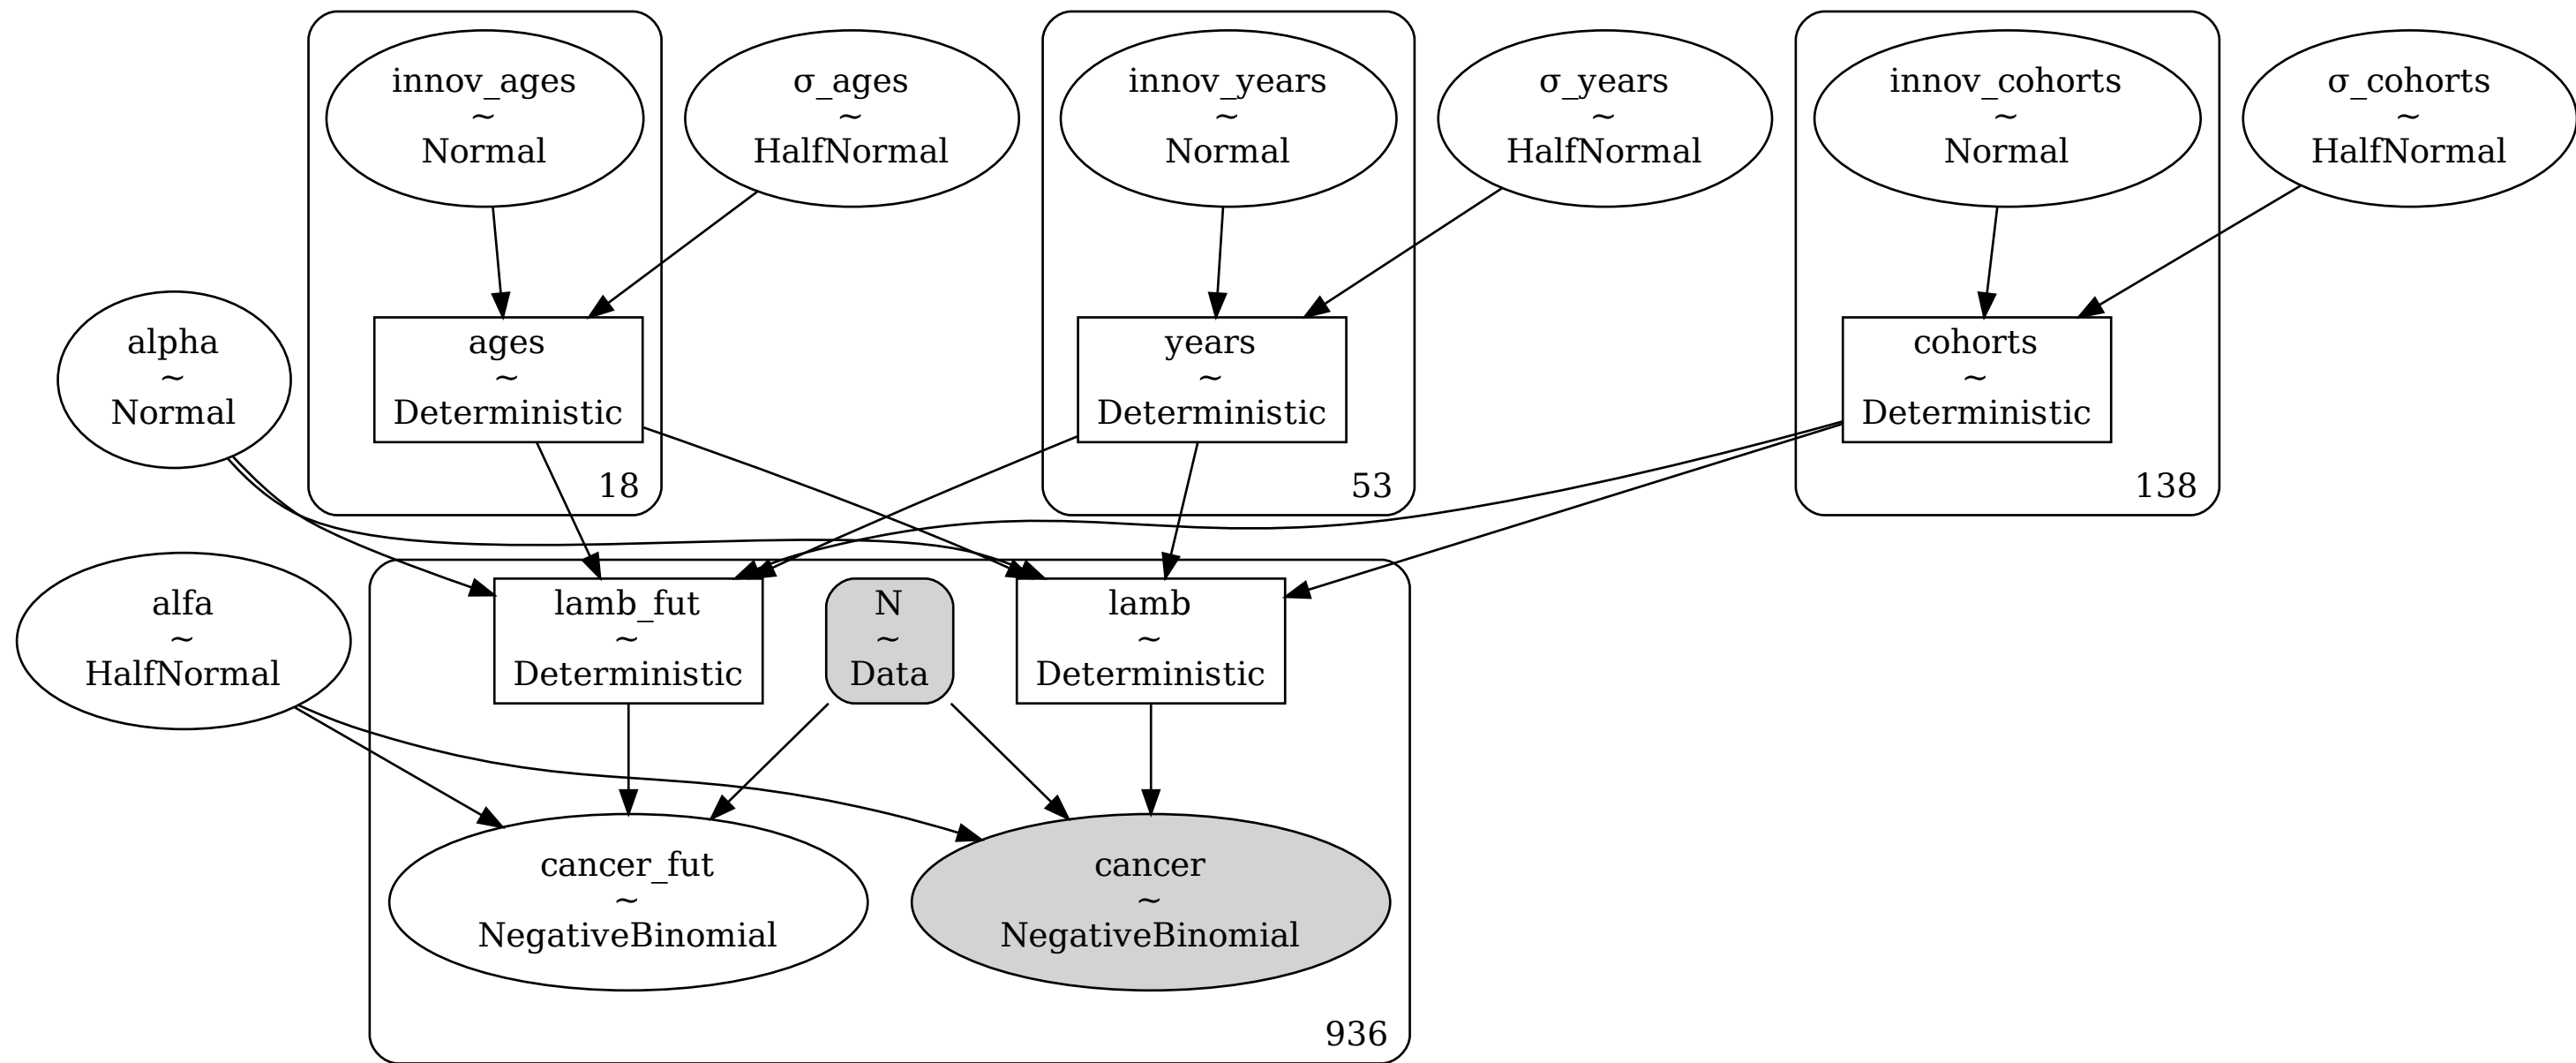 innov_ages
~
Normal
σ_ages
~
HalfNormal
innov_years
~
Normal
σ_years
~
HalfNormal
innov_cohorts
~
Normal
σ_cohorts
~
HalfNormal
alpha
~
Normal
ages
~
Deterministic
18
years
~
Deterministic
53
cohorts
~
Deterministic
138
alfa
~
HalfNormal
lamb_fut
~
Deterministic
N
~
Data
lamb
~
Deterministic
cancer_fut
~
NegativeBinomial
cancer
~
NegativeBinomial
936